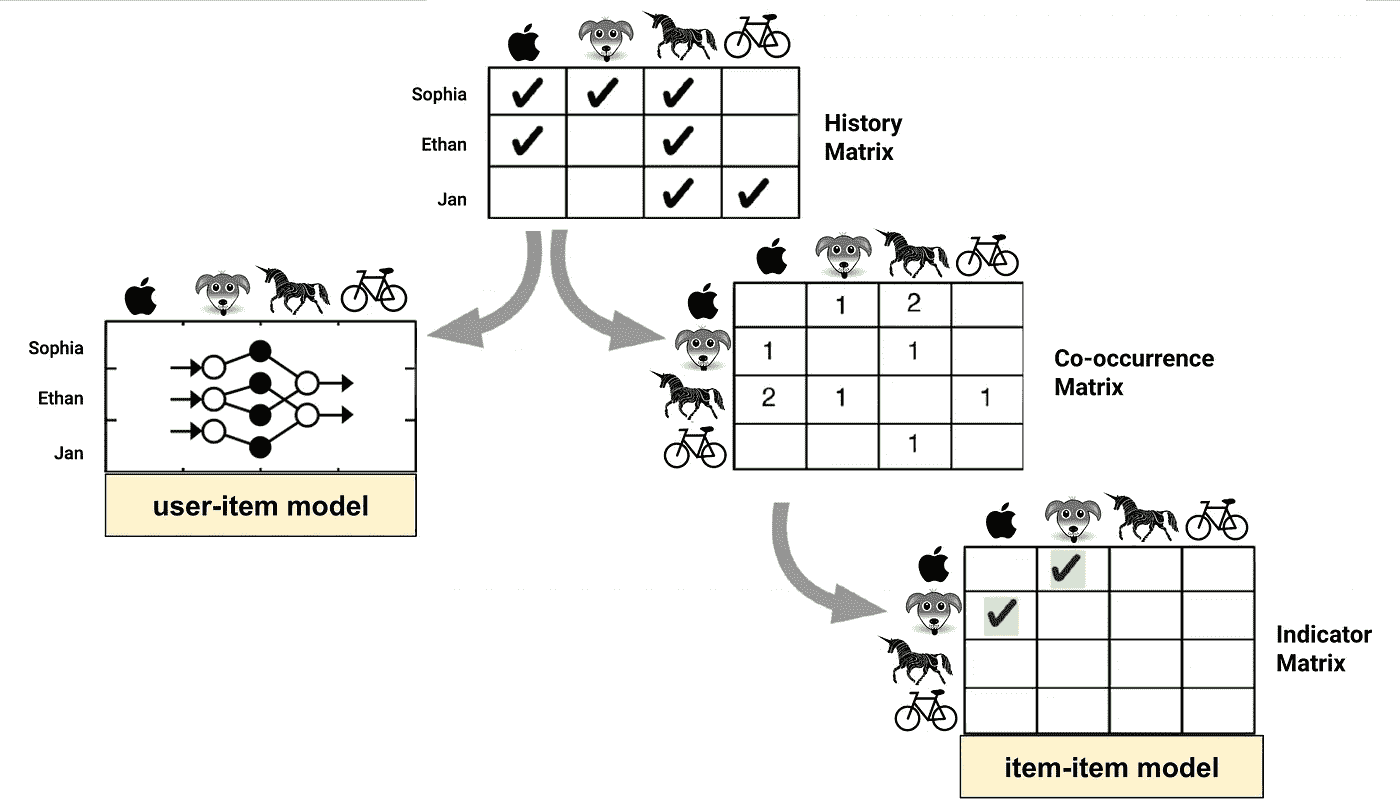 Sophia
Ethan
Jan
History
Matrix
Sophia
Ethan
Jan
user-item model
1 2
1 1
2 1 1
1
Co-occurrence
Matrix
Indicator
Matrix
item-item model